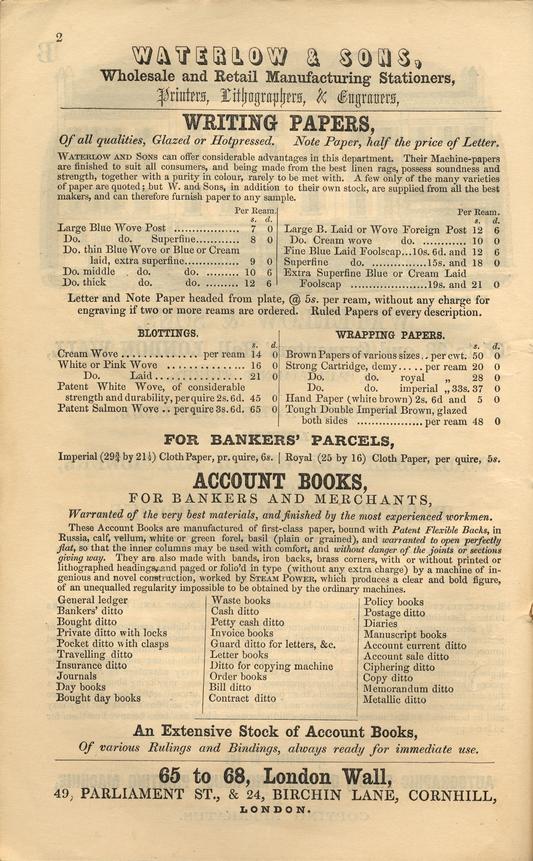 2
WATERLOW & SONS,
Wholesale and Retail Manufacturing Stationers,
Printers, Lithographers, & Engravers,
WRITING PAPERS,
Of all qualities, Glazed or Hotpressed. Note Paper, half the price of Letter.
WATERLOW AND SONS can offer considerable advantages in this department. Their Machine-papers
are finished to suit all consumers, and being made from the best linen rags, possess soundness and
strength, together with a purity in colour, rarely to be met with. A few only of the many varieties
of paper are quoted; but W. and Sons, in addition to their own stock, are supplied from all the best
makers, and can therefore furnish paper to any sample.
Per Ream.
s. d.
Large Blue Wove Post ............ 7 0
Do. do. Superfine............ 8 0
Do. thin Blue Wove or Blue or Cream
laid, extra superfine............ 9 0
Do. middle do. do. ......... 10 6
Do. thick do. do. ......... 12 6
Per Ream.
s. d.
Large B. Laid or Wove Foreign Post 12 6
Do. Cream wove do. ............ 10 0
Fine Blue Laid Foolscap...10s. 6d. and 12 6
Superfine do. ............15s. and 18 0
Extra Superfine Blue or Cream Laid
Foolscap ..................19s. and 21 0
Letter and Note Paper headed from plate, @ 5s. per ream, without any charge for
engraving if two or more reams are ordered. Ruled Papers of every description.
BLOTTINGS.
s. d.
Cream Wove .............. per ream 14 0
White or Pink Wove .............. 16 0
Do. Laid .............. 21 0
Patent White Wove, of considerable
strength and durability, per quire 2s. 6d. 45 0
Patent Salmon Wove .. per quire 3s. 6d. 65 0
WRAPPING PAPERS.
s. d.
Brown Papers of various sizes .. per cwt. 50 0
Strong Cartridge, demy ..... per ream 20 0
Do. do. royal „ 28 0
Do. do. imperial „ 33s. 37 0
Hand Paper (white brown) 2s. 6d and 5 0
Tough Double Imperial Brown, glazed
both sides .................. per ream 48 0
FOR BANKERS' PARCELS,
Imperial (29¾ by 21½) Cloth Paper, pr. quire, 6s. | Royal (25 by 16) Cloth Paper, per quire, 5s.
ACCOUNT BOOKS,
FOR BANKERS AND MERCHANTS,
Warranted of the very best materials, and finished by the most experienced workmen.
These Account Books are manufactured of first-class paper, bound with Patent Flexible Backs, in
Russia, calf, vellum, white or green forel, basil (plain or grained), and warranted to open perfectly
flat, so that the inner columns may be used with comfort, and without danger of the joints or sections
giving way. They are also made with bands, iron backs, brass corners, with or without printed or
lithographed headings, and paged or folio'd in type (without any extra charge) by a machine of in-
genious and novel construction, worked by STEAM POWER, which produces a clear and bold figure,
of an unequalled regularity impossible to be obtained by the ordinary machines.
General ledger
Bankers' ditto
Bought ditto
Private ditto with locks
Pocket ditto with clasps
Travelling ditto
Insurance ditto
Journals
Day books
Bought day books
Waste books
Cash ditto
Petty cash ditto
Invoice books
Guard ditto for letters, &c.
Letter books
Ditto for copying machine
Order books
Bill ditto
Contract ditto
Policy books
Postage ditto
Diaries
Manuscript books
Account current ditto
Account sale ditto
Ciphering ditto
Copy ditto
Memorandum ditto
Metallic ditto
An Extensive Stock of Account Books,
Of various Rulings and Bindings, always ready for immediate use.
65 to 68, London Wall,
49, PARLIAMENT ST., & 24, BIRCHIN LANE, CORNHILL,
LONDON.